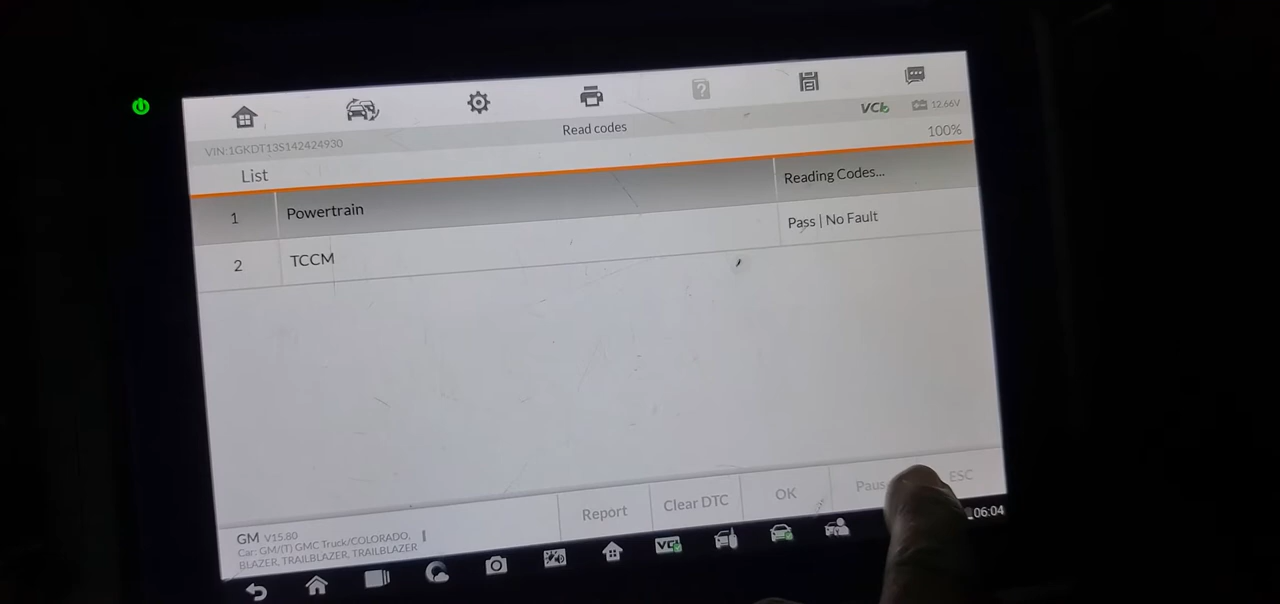 VCI
12.66V
Read codes
VIN:1GKDT13S142424930
100%
List
1 Powertrain Reading Codes...
2 TCCM Pass | No Fault
Report Clear DTC OK ESC
GM V15.80
Car: GM/(T) GMC Truck/COLORADO,
BLAZER, TRAILBLAZER, TRAILBLAZER
VCI
06:04